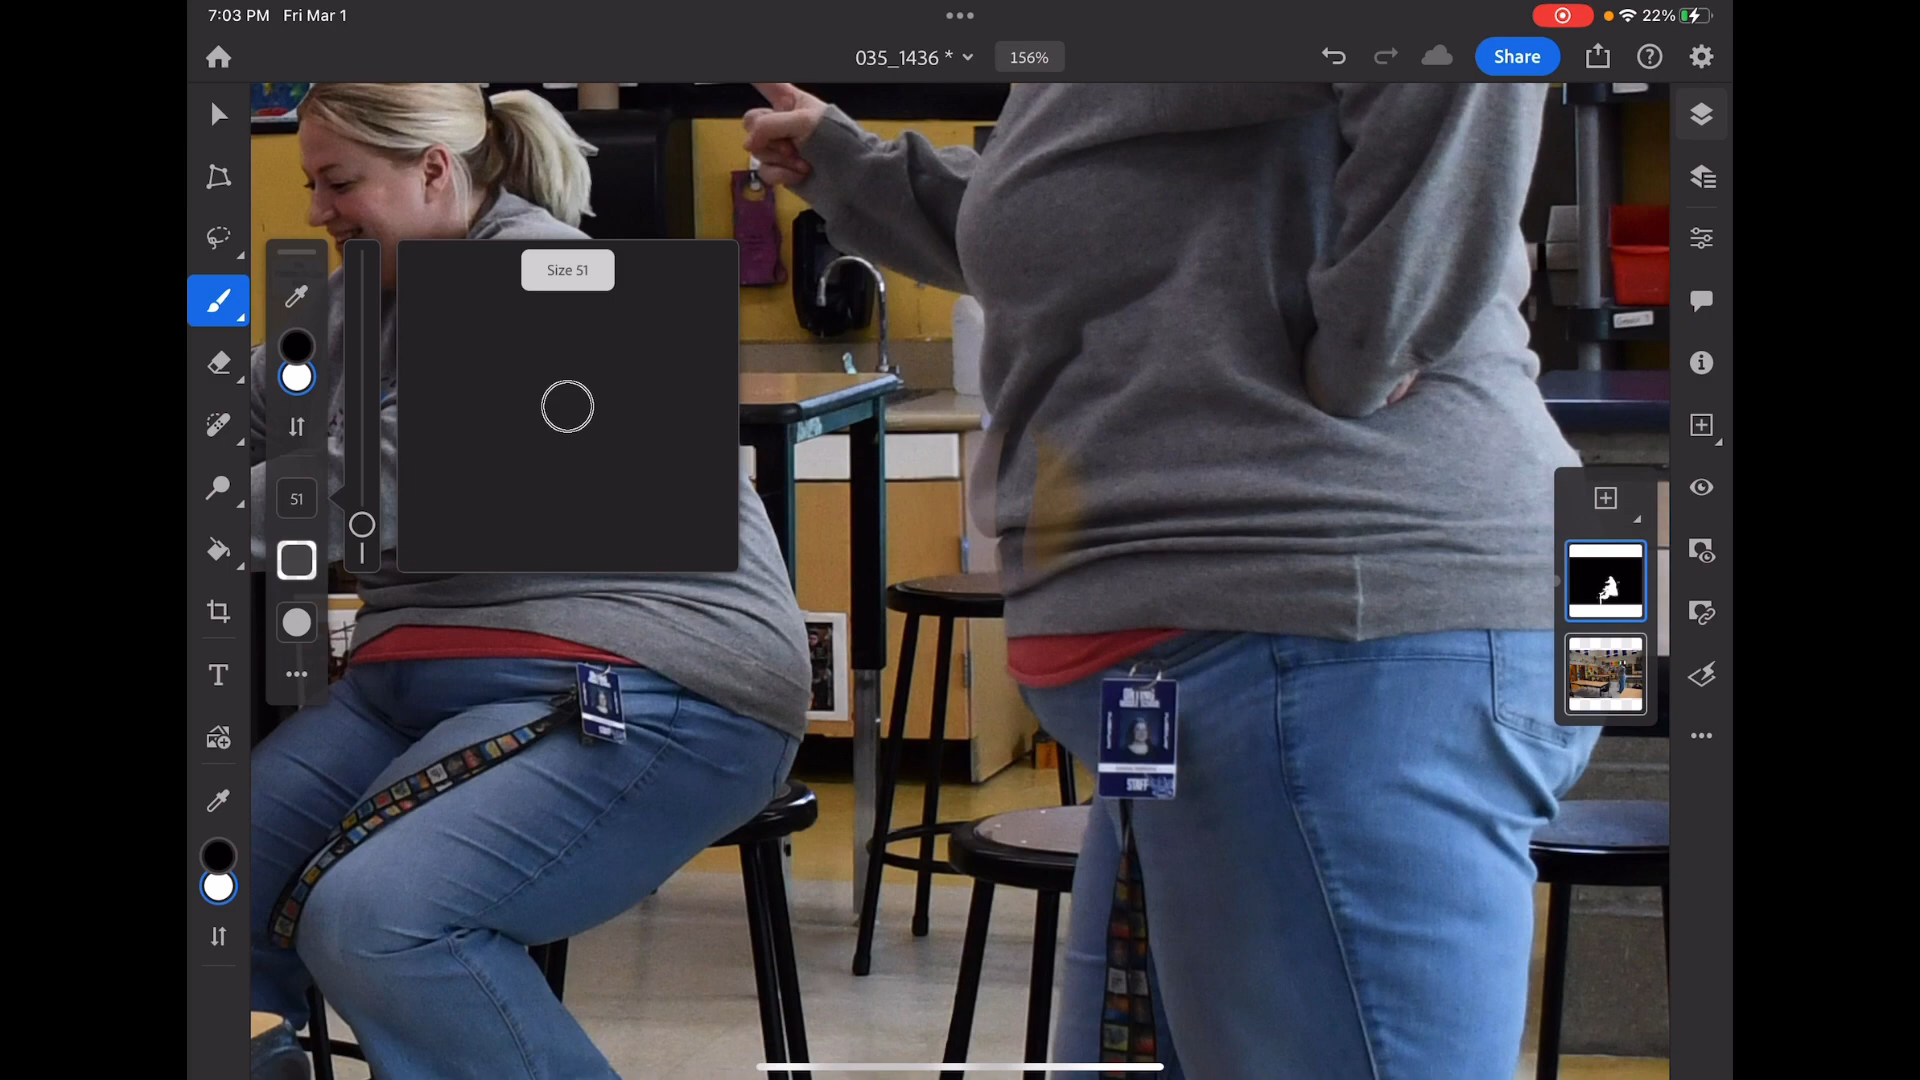 7:03 PM Fri Mar 1
22%
035_1436 *
156%
Share
Size 51
51
T
STAFF